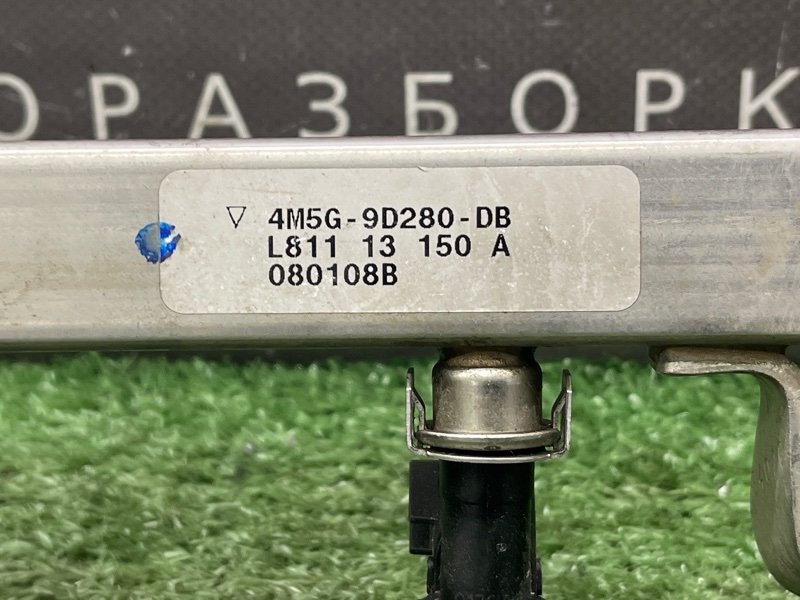 ОРАЗБОРК
▽ 4M5G-9D280-DB
L811 13 150 A
080108B